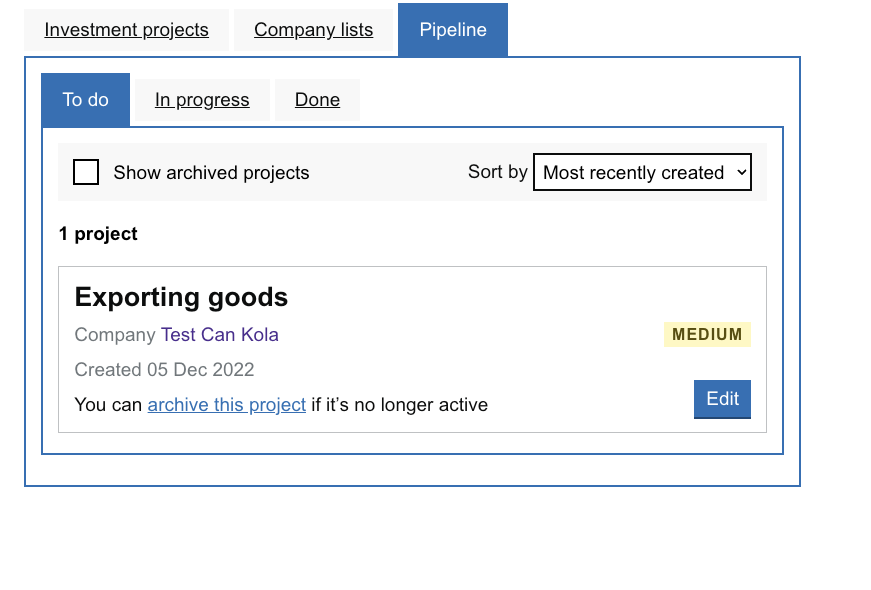 Investment projects Company lists Pipeline
To do In progress Done
Show archived projects Sort by Most recently created
1 project
Exporting goods
Company Test Can Kola MEDIUM
Created 05 Dec 2022
You can archive this project if it’s no longer active Edit